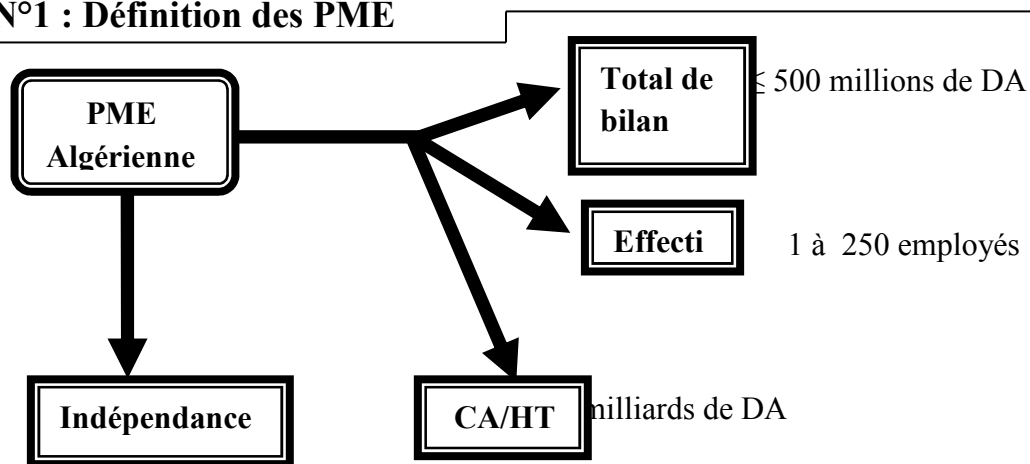 N°1 : Définition des PME
PME
Algérienne
Total de
bilan
≤ 500 millions de DA
Effecti
1 à 250 employés
Indépendance
CA/HT
milliards de DA